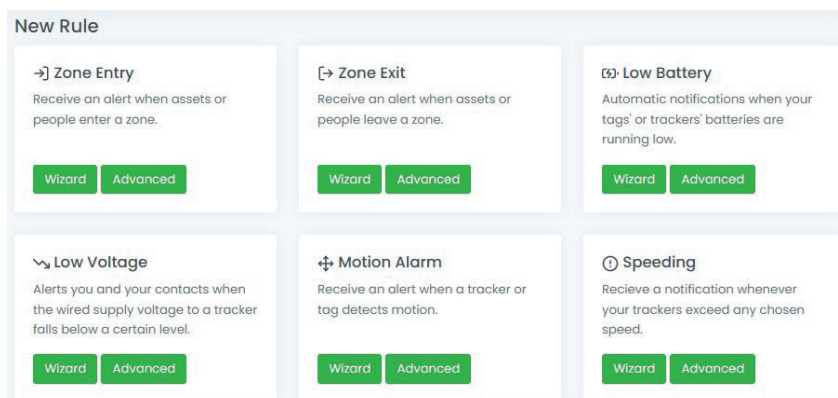 New Rule
Zone Entry
Receive an alert when assets or
people enter a zone.
Wizard Advanced
Zone Exit
Receive an alert when assets or
people leave a zone.
Wizard Advanced
Low Battery
Automatic notifications when your
tags' or trackers' batteries are
running low.
Wizard Advanced
Low Voltage
Alerts you and your contacts when
the wired supply voltage to a tracker
falls below a certain level.
Wizard Advanced
Motion Alarm
Receive an alert when a tracker or
tag detects motion.
Wizard Advanced
Speeding
Recieve a notification whenever
your trackers exceed any chosen
speed.
Wizard Advanced